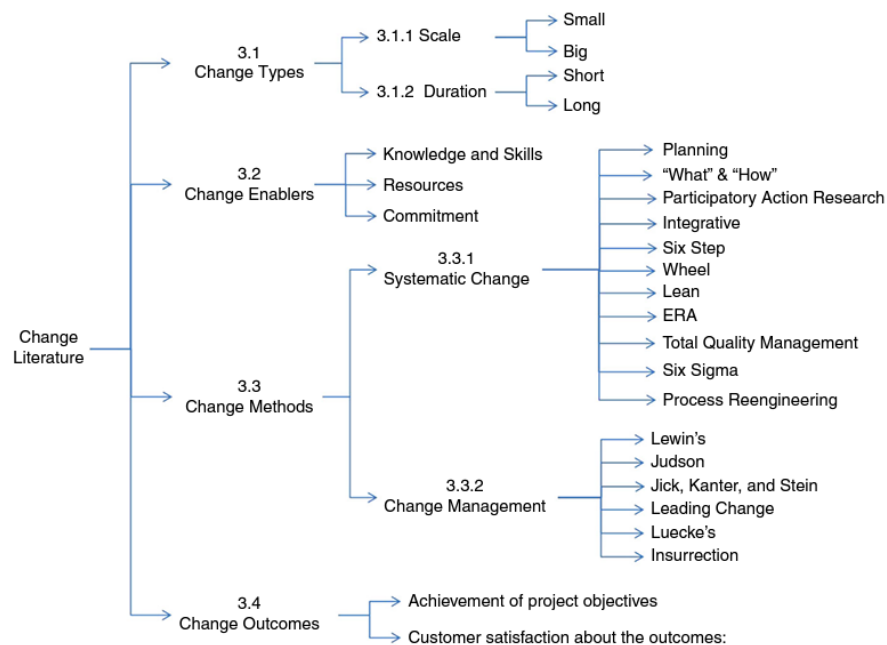 Change
Literature
3.1
Change Types
3.1.1 Scale
Small
Big
3.1.2 Duration
Short
Long
3.2
Change Enablers
Knowledge and Skills
Resources
Commitment
3.3
Change Methods
3.3.1
Systematic Change
Planning
“What” & “How”
Participatory Action Research
Integrative
Six Step
Wheel
Lean
ERA
Total Quality Management
Six Sigma
Process Reengineering
3.3.2
Change Management
Lewin's
Judson
Jick, Kanter, and Stein
Leading Change
Luecke's
Insurrection
3.4
Change Outcomes
Achievement of project objectives
Customer satisfaction about the outcomes: